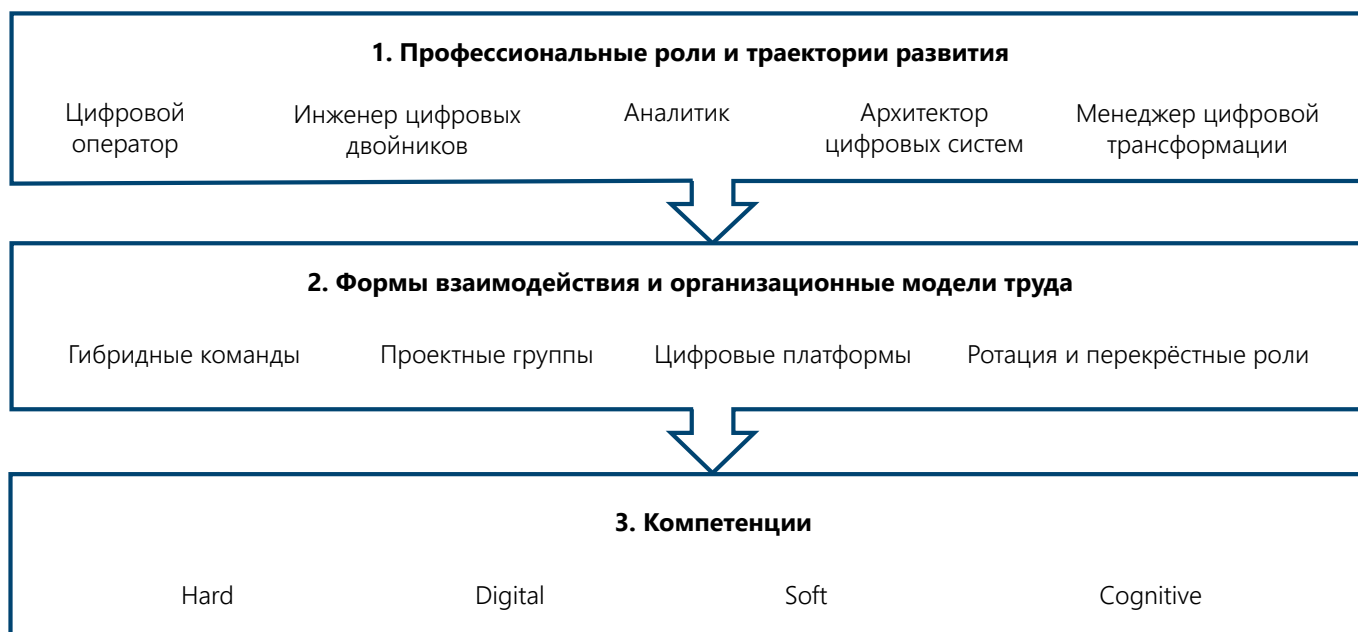 1. Профессиональные роли и траектории развития
Цифровой оператор
Инженер цифровых двойников
Аналитик
Архитектор цифровых систем
Менеджер цифровой трансформации
2. Формы взаимодействия и организационные модели труда
Гибридные команды
Проектные группы
Цифровые платформы
Ротация и перекрёстные роли
3. Компетенции
Hard
Digital
Soft
Cognitive